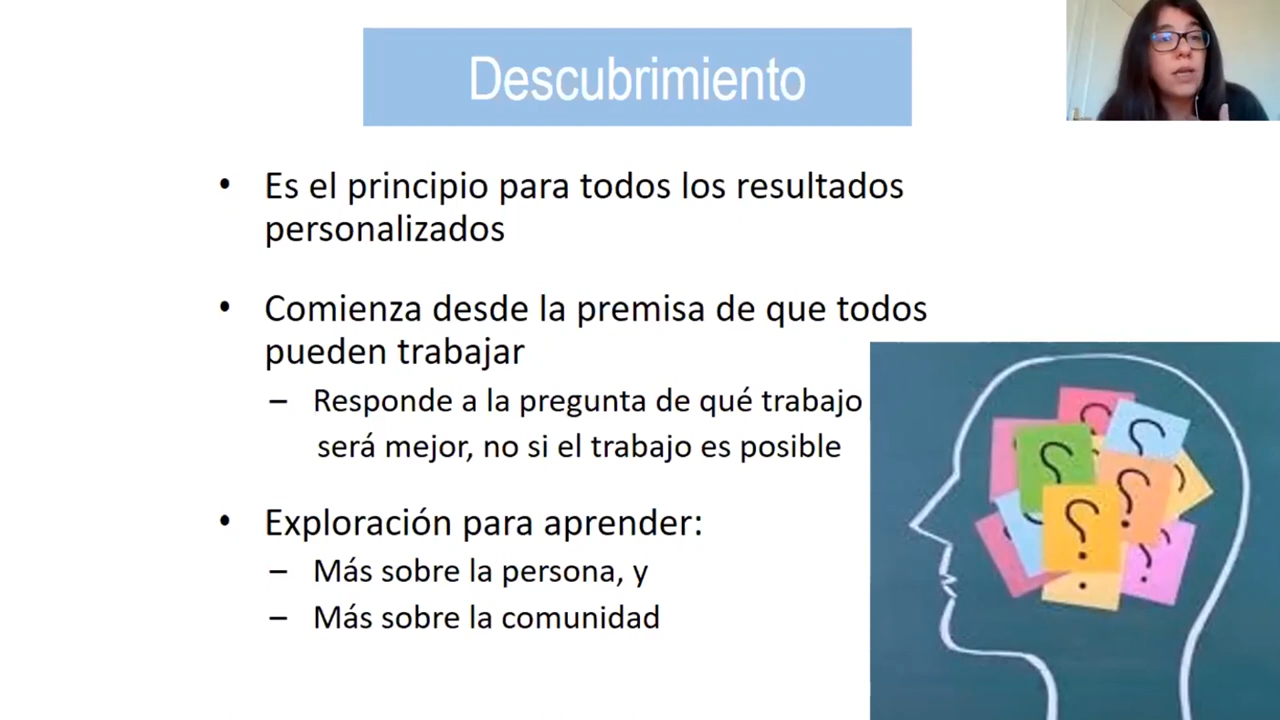 Descubrimiento
• Es el principio para todos los resultados
personalizados
• Comienza desde la premisa de que todos
pueden trabajar
– Responde a la pregunta de qué trabajo
será mejor, no si el trabajo es posible
• Exploración para aprender:
– Más sobre la persona, y
– Más sobre la comunidad
? ? ? ? ? ? ? ?